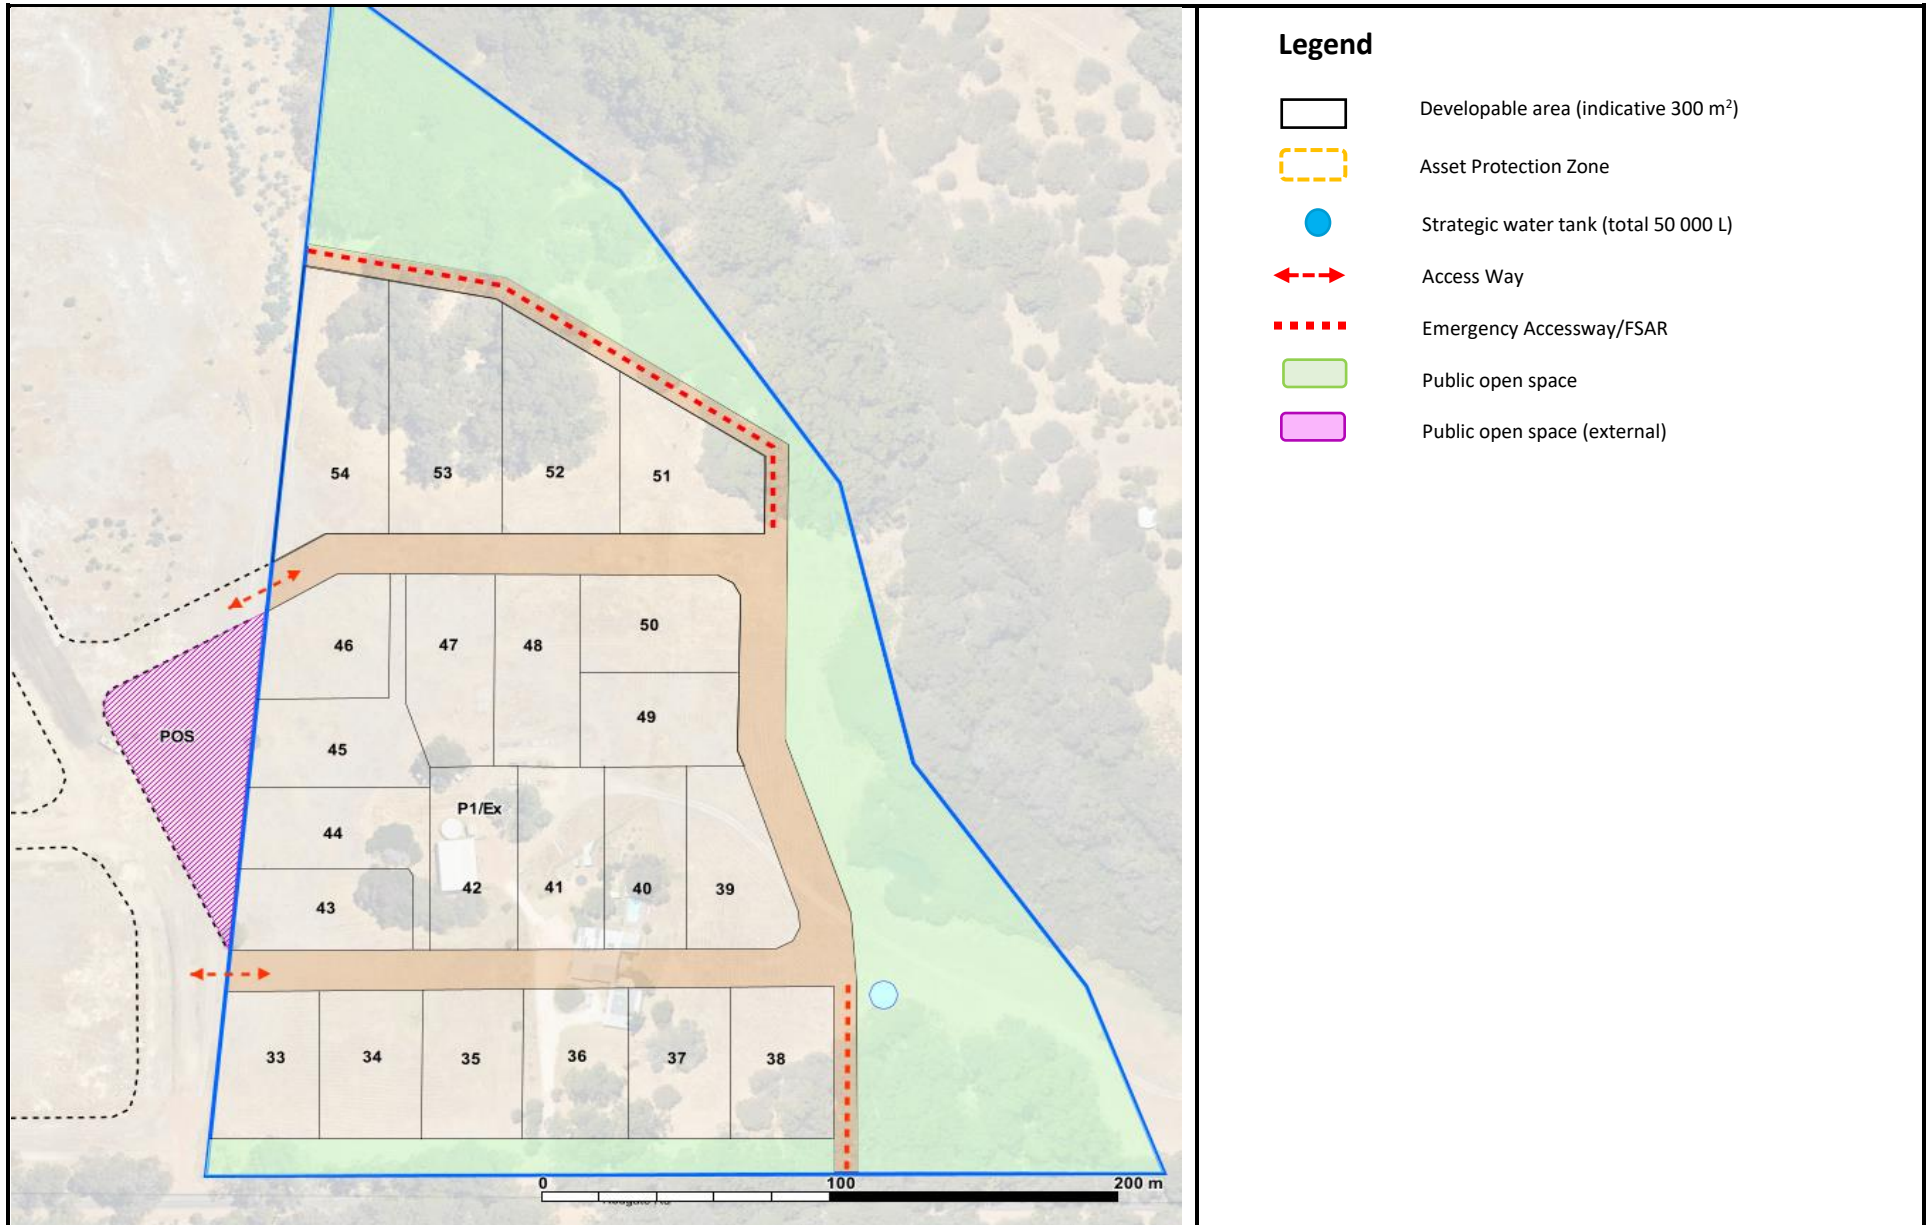 Legend
Developable area (indicative 300 m²)
Asset Protection Zone
Strategic water tank (total 50 000 L)
Access Way
Emergency Accessway/FSAR
Public open space
Public open space (external)
54
53
52
51
46
47
48
50
49
POS
45
P1/Ex
44
42
41
40
39
43
33
34
35
36
37
38
0
100
200 m